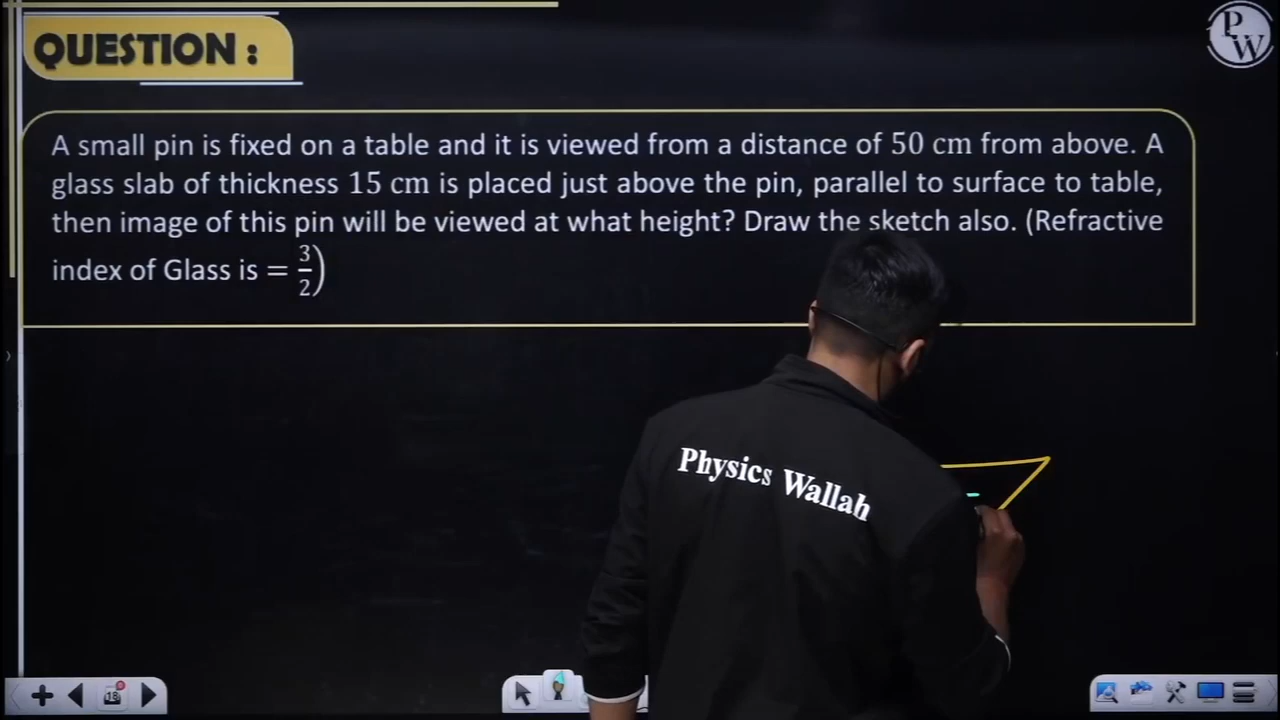 QUESTION :
P
W
A small pin is fixed on a table and it is viewed from a distance of 50 cm from above. A
glass slab of thickness 15 cm is placed just above the pin, parallel to surface to table,
then image of this pin will be viewed at what height? Draw the sketch also. (Refractive
index of Glass is = 3/2)
Physics Wallah
18